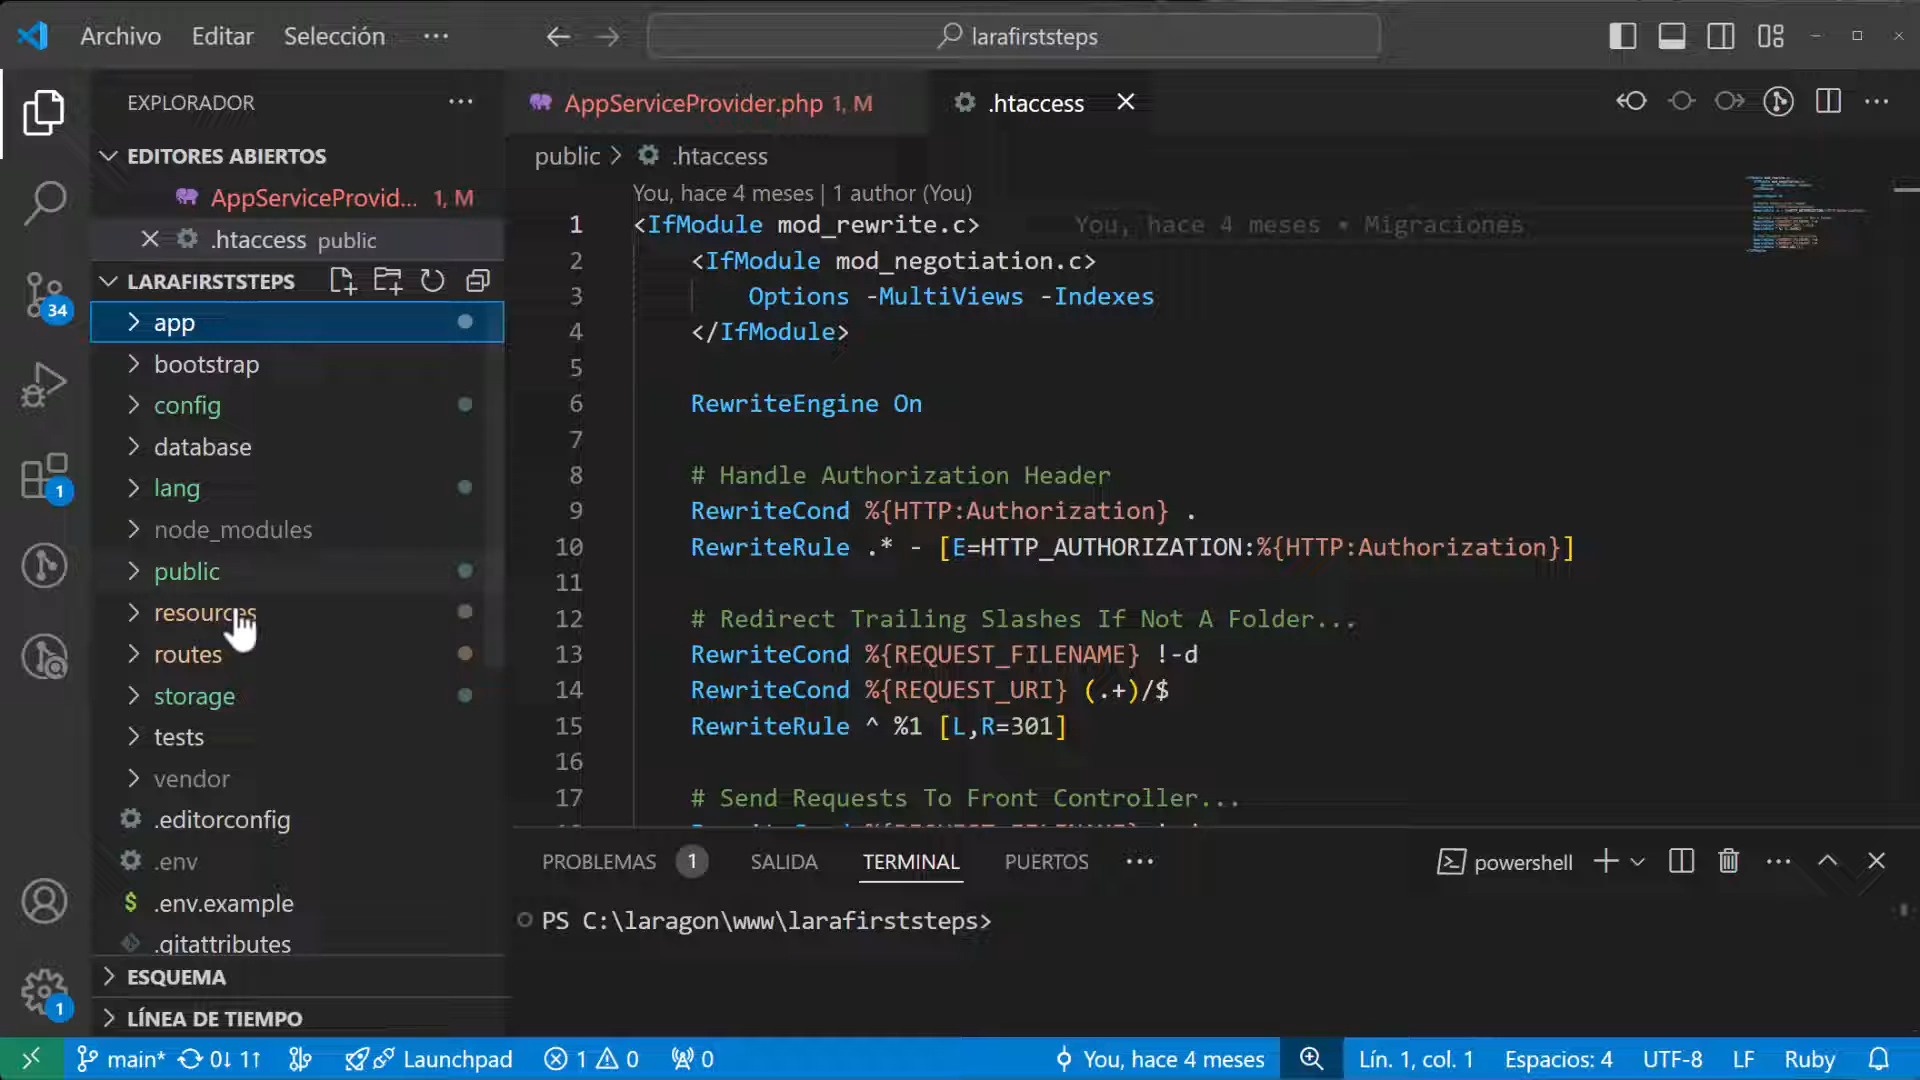 Archivo Editar Selección ··· larafirststeps
EXPLORADOR ···
EDITORES ABIERTOS
AppServiceProvid... 1, M
.htaccess public
LARAFIRSTSTEPS
app
bootstrap
config
database
lang
node_modules
public
resources
routes
storage
tests
vendor
.editorconfig
.env
$ .env.example
.gitattributes
ESQUEMA
LÍNEA DE TIEMPO
34
1
1
AppServiceProvider.php 1, M .htaccess
public > .htaccess
You, hace 4 meses | 1 author (You)
1 <IfModule mod_rewrite.c> You, hace 4 meses • Migraciones
2 <IfModule mod_negotiation.c>
3 Options -MultiViews -Indexes
4 </IfModule>
5
6 RewriteEngine On
7
8 # Handle Authorization Header
9 RewriteCond %{HTTP:Authorization} .
10 RewriteRule .* - [E=HTTP_AUTHORIZATION:%{HTTP:Authorization}]
11
12 # Redirect Trailing Slashes If Not A Folder...
13 RewriteCond %{REQUEST_FILENAME} !-d
14 RewriteCond %{REQUEST_URI} (.+)/$
15 RewriteRule ^ %1 [L,R=301]
16
17 # Send Requests To Front Controller...
PROBLEMAS 1 SALIDA TERMINAL PUERTOS ··· powershell
PS C:\laragon\www\larafirststeps>
main* 0↓ 1↑ Launchpad 1 0 0 You, hace 4 meses Lín. 1, col. 1 Espacios: 4 UTF-8 LF Ruby